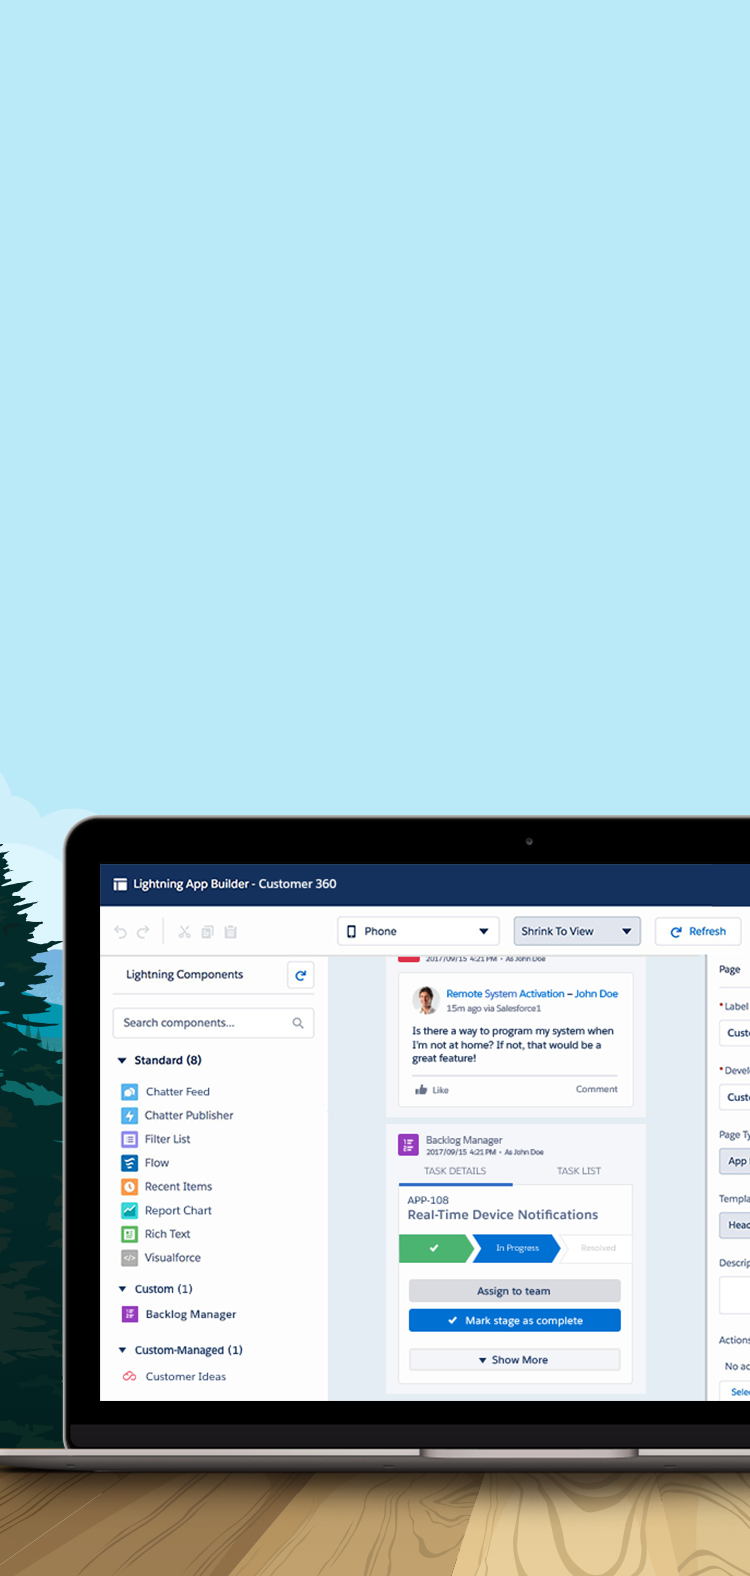 Lightning App Builder - Customer 360
Phone
Shrink To View
Refresh
Lightning Components
Search components...
Standard (8)
Chatter Feed
Chatter Publisher
Filter List
Flow
Recent Items
Report Chart
Rich Text
Visualforce
Custom (1)
Backlog Manager
Custom-Managed (1)
Customer Ideas
2017/09/15 4:21 PM • As John Doe
Remote System Activation – John Doe
15m ago via Salesforce1
Is there a way to program my system when
I'm not at home? If not, that would be a
great feature!
Like
Comment
Backlog Manager
2017/09/15 4:21 PM • As John Doe
TASK DETAILS
TASK LIST
APP-108
Real-Time Device Notifications
In Progress
Resolved
Assign to team
Mark stage as complete
Show More
Page
*Label
Cust
*Devel
Cust
Page Ty
App
Templa
Head
Descrip
Actions
No ac
Selec